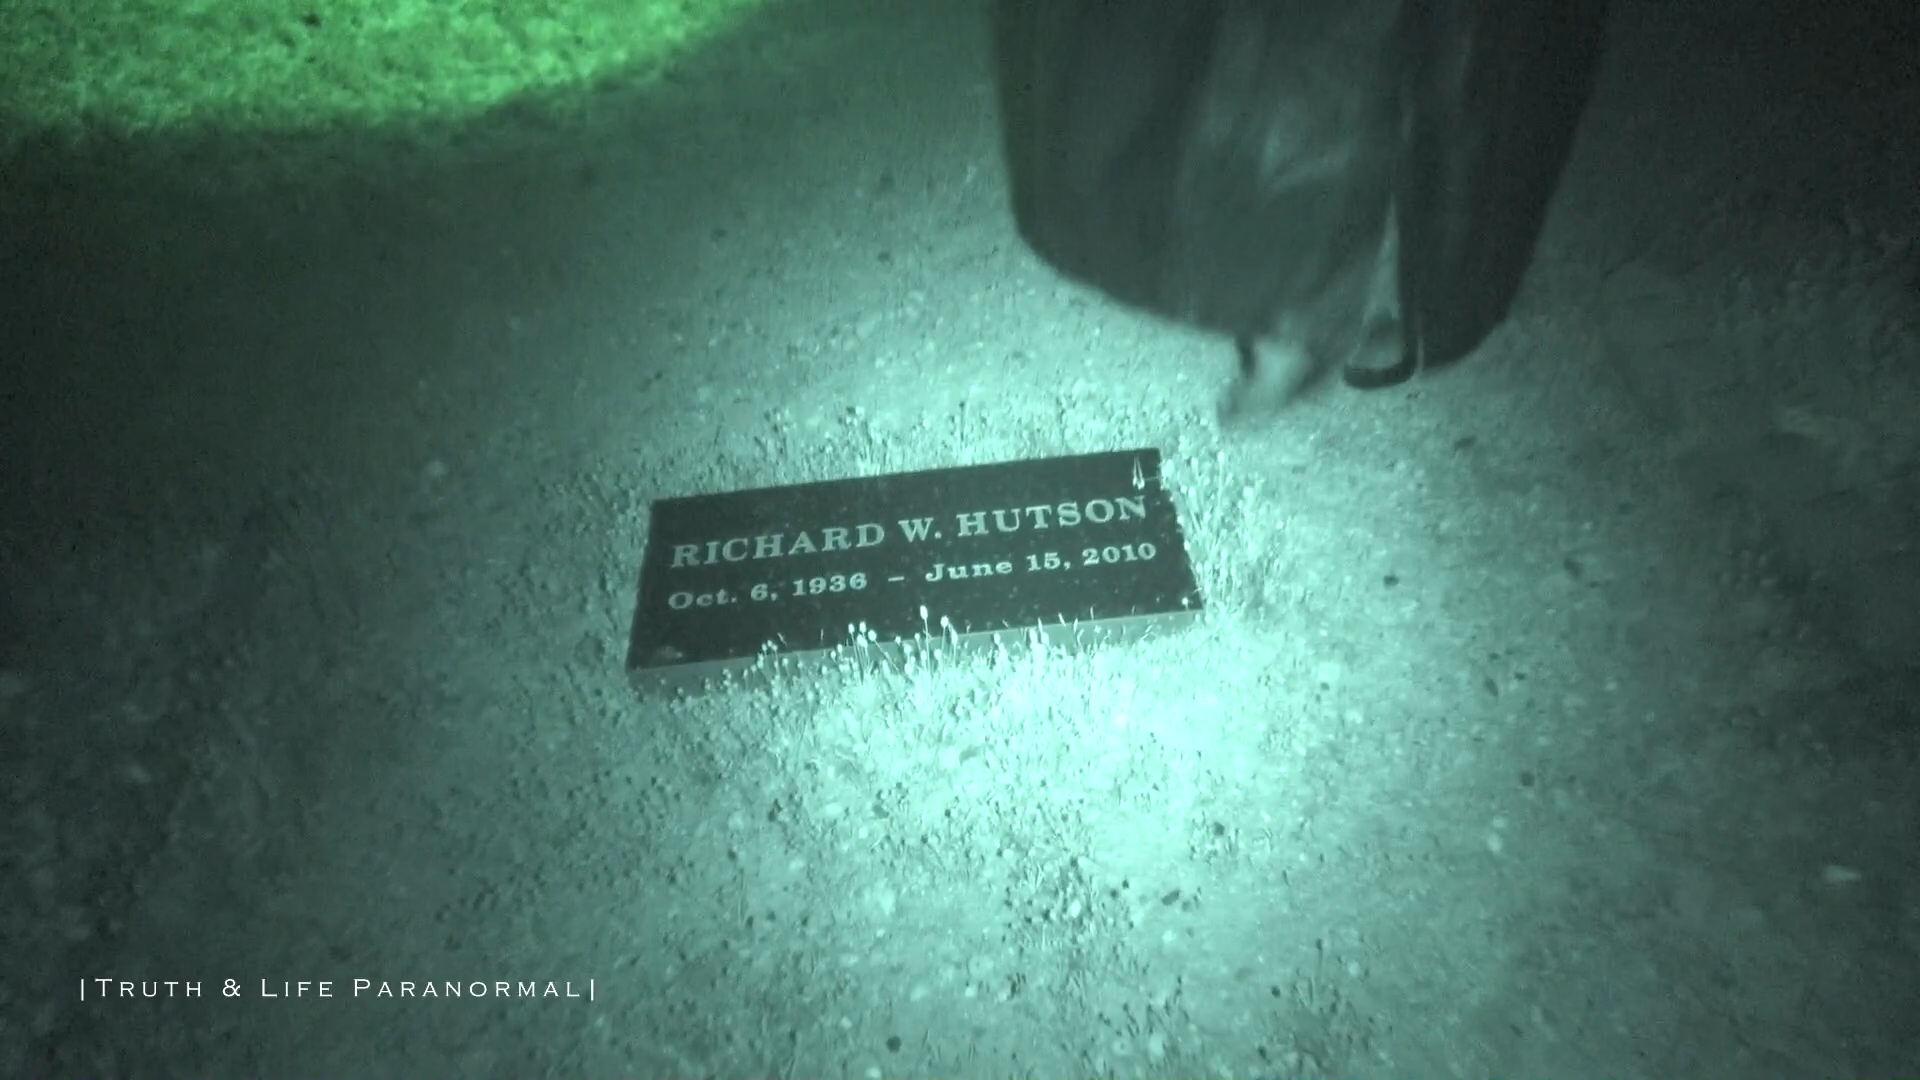 RICHARD W. HUTSON
Oct. 6, 1936 – June 15, 2010
|TRUTH & LIFE PARANORMAL|